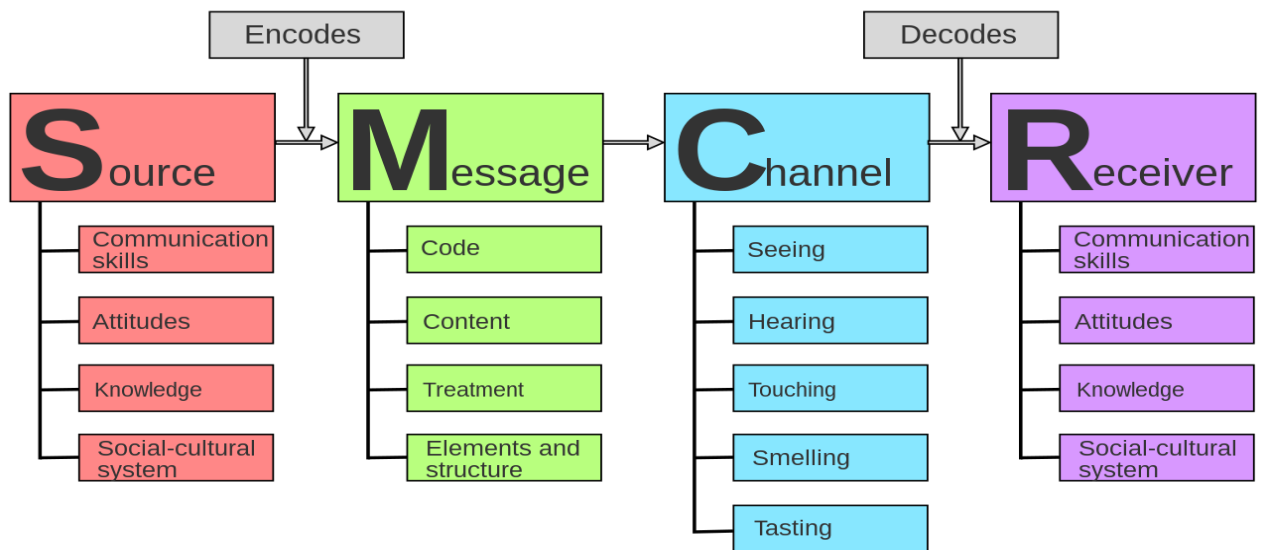 Encodes
Decodes
Source
Message
Channel
Receiver
Communication
skills
Attitudes
Knowledge
Social-cultural
system
Code
Content
Treatment
Elements and
structure
Seeing
Hearing
Touching
Smelling
Tasting
Communication
skills
Attitudes
Knowledge
Social-cultural
system